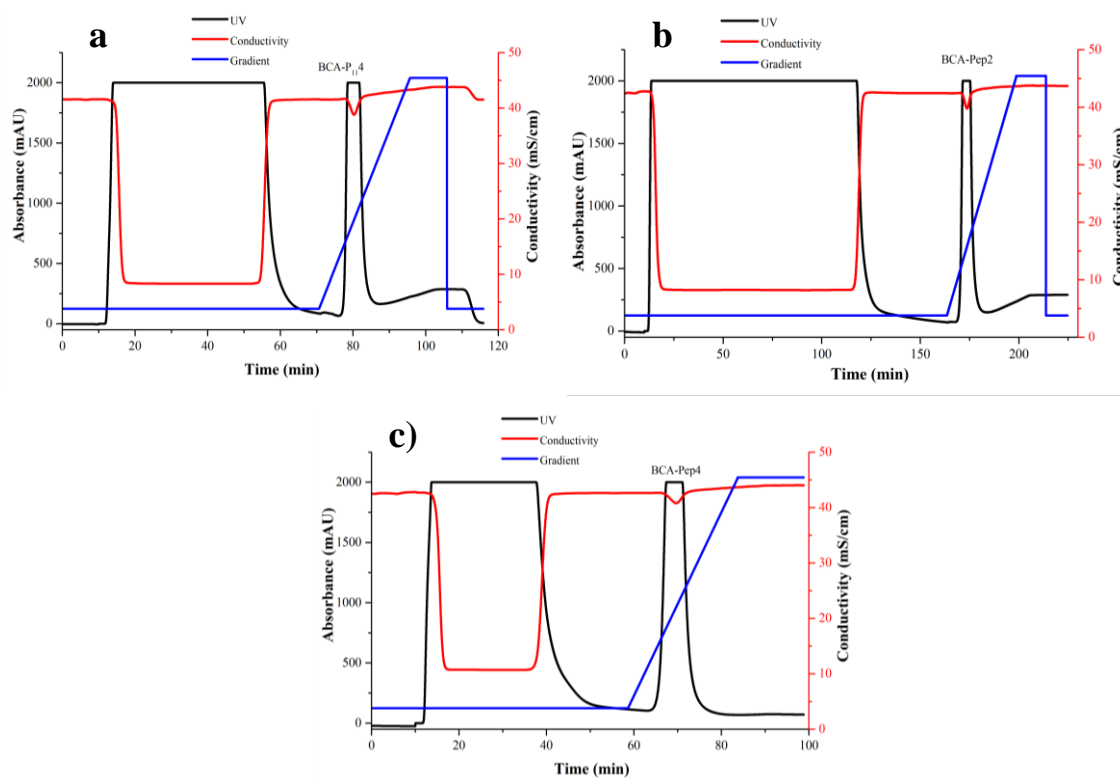 a
UV
Conductivity
Gradient
BCA-P₁₁4
2000
1500
1000
500
0
Absorbance (mAU)
50
40
30
20
10
0
Conductivity (mS/cm)
0 20 40 60 80 100 120
Time (min)
b
UV
Conductivity
Gradient
BCA-Pep2
2000
1500
1000
500
0
Absorbance (mAU)
50
40
30
20
10
0
Conductivity (mS/cm)
0 50 100 150 200
Time (min)
c)
UV
Conductivity
Gradient
BCA-Pep4
2000
1500
1000
500
0
Absorbance (mAU)
50
40
30
20
10
0
Conductivity (mS/cm)
0 20 40 60 80 100
Time (min)